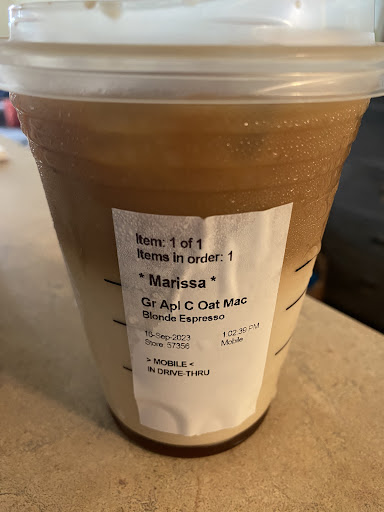 Item: 1 of 1
Items in order: 1
* Marissa *
Gr Apl C Oat Mac
Blonde Espresso
18-Sep-2023 1:02:39 PM
Store: 57356 Mobile
> MOBILE <
IN DRIVE-THRU